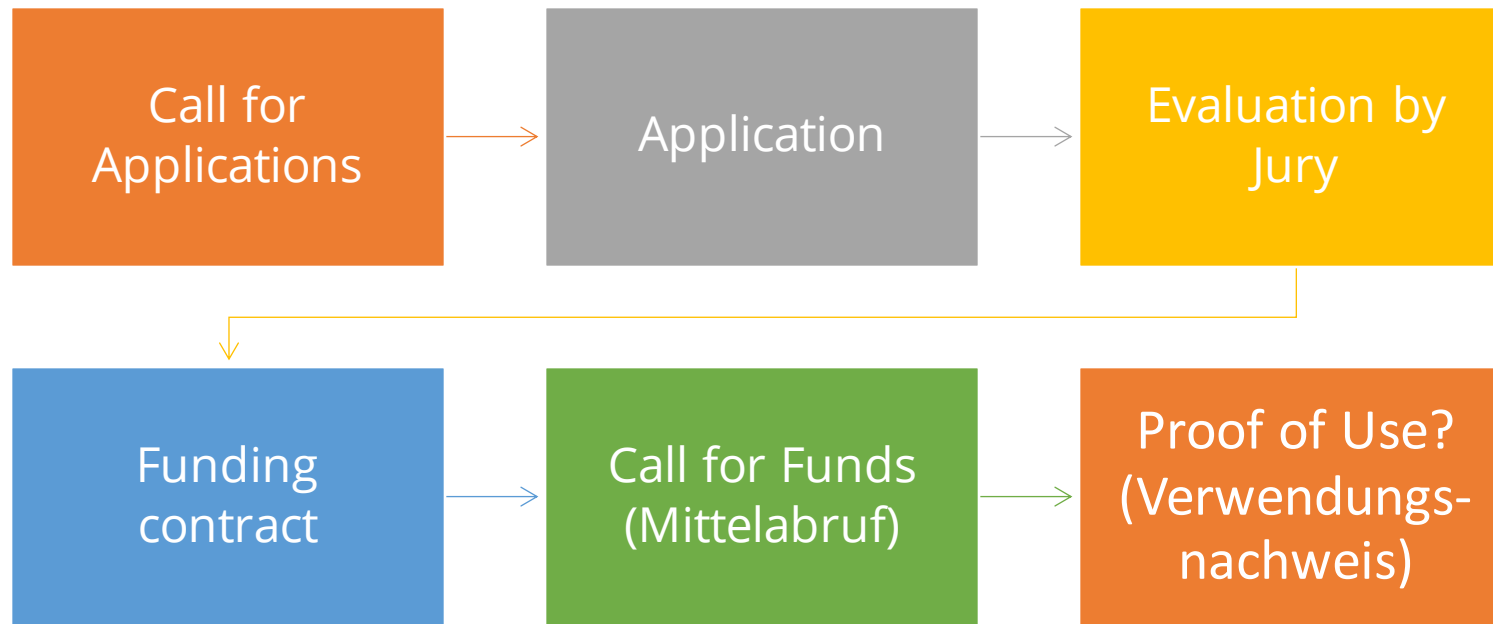 Call for
Applications
Application
Evaluation by
Jury
Funding
contract
Call for Funds
(Mittelabruf)
Proof of Use?
(Verwendungs-
nachweis)